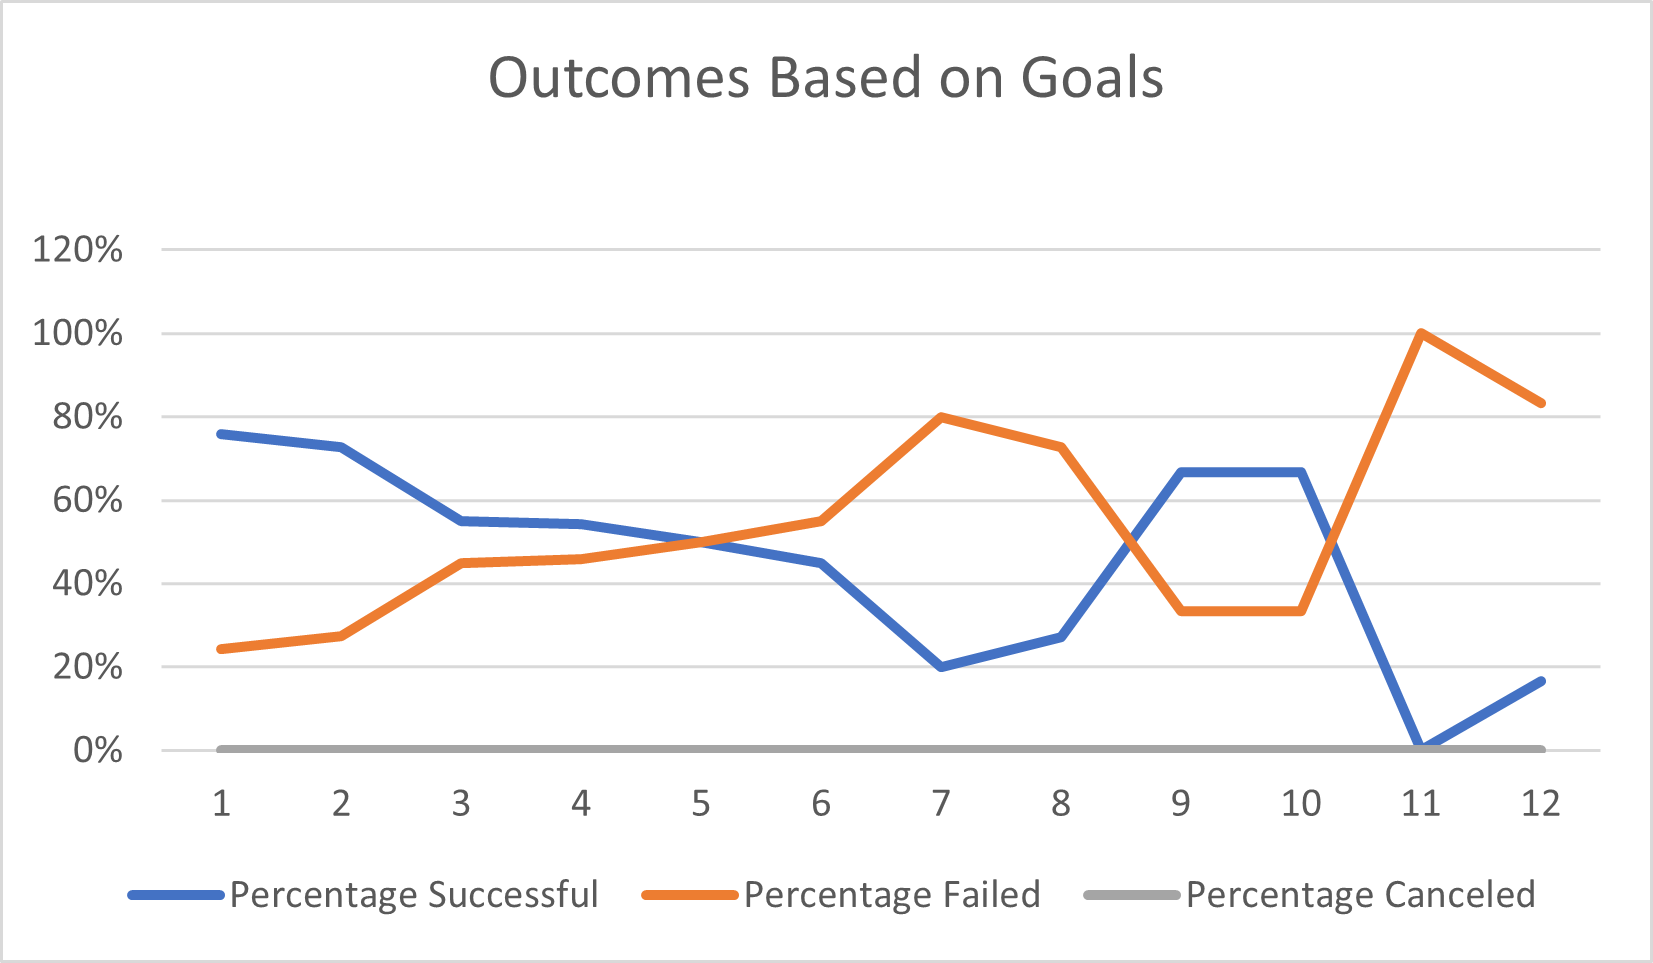 Outcomes Based on Goals
120%
100%
80%
60%
40%
20%
0%
1 2 3 4 5 6 7 8 9 10 11 12
Percentage Successful Percentage Failed Percentage Canceled